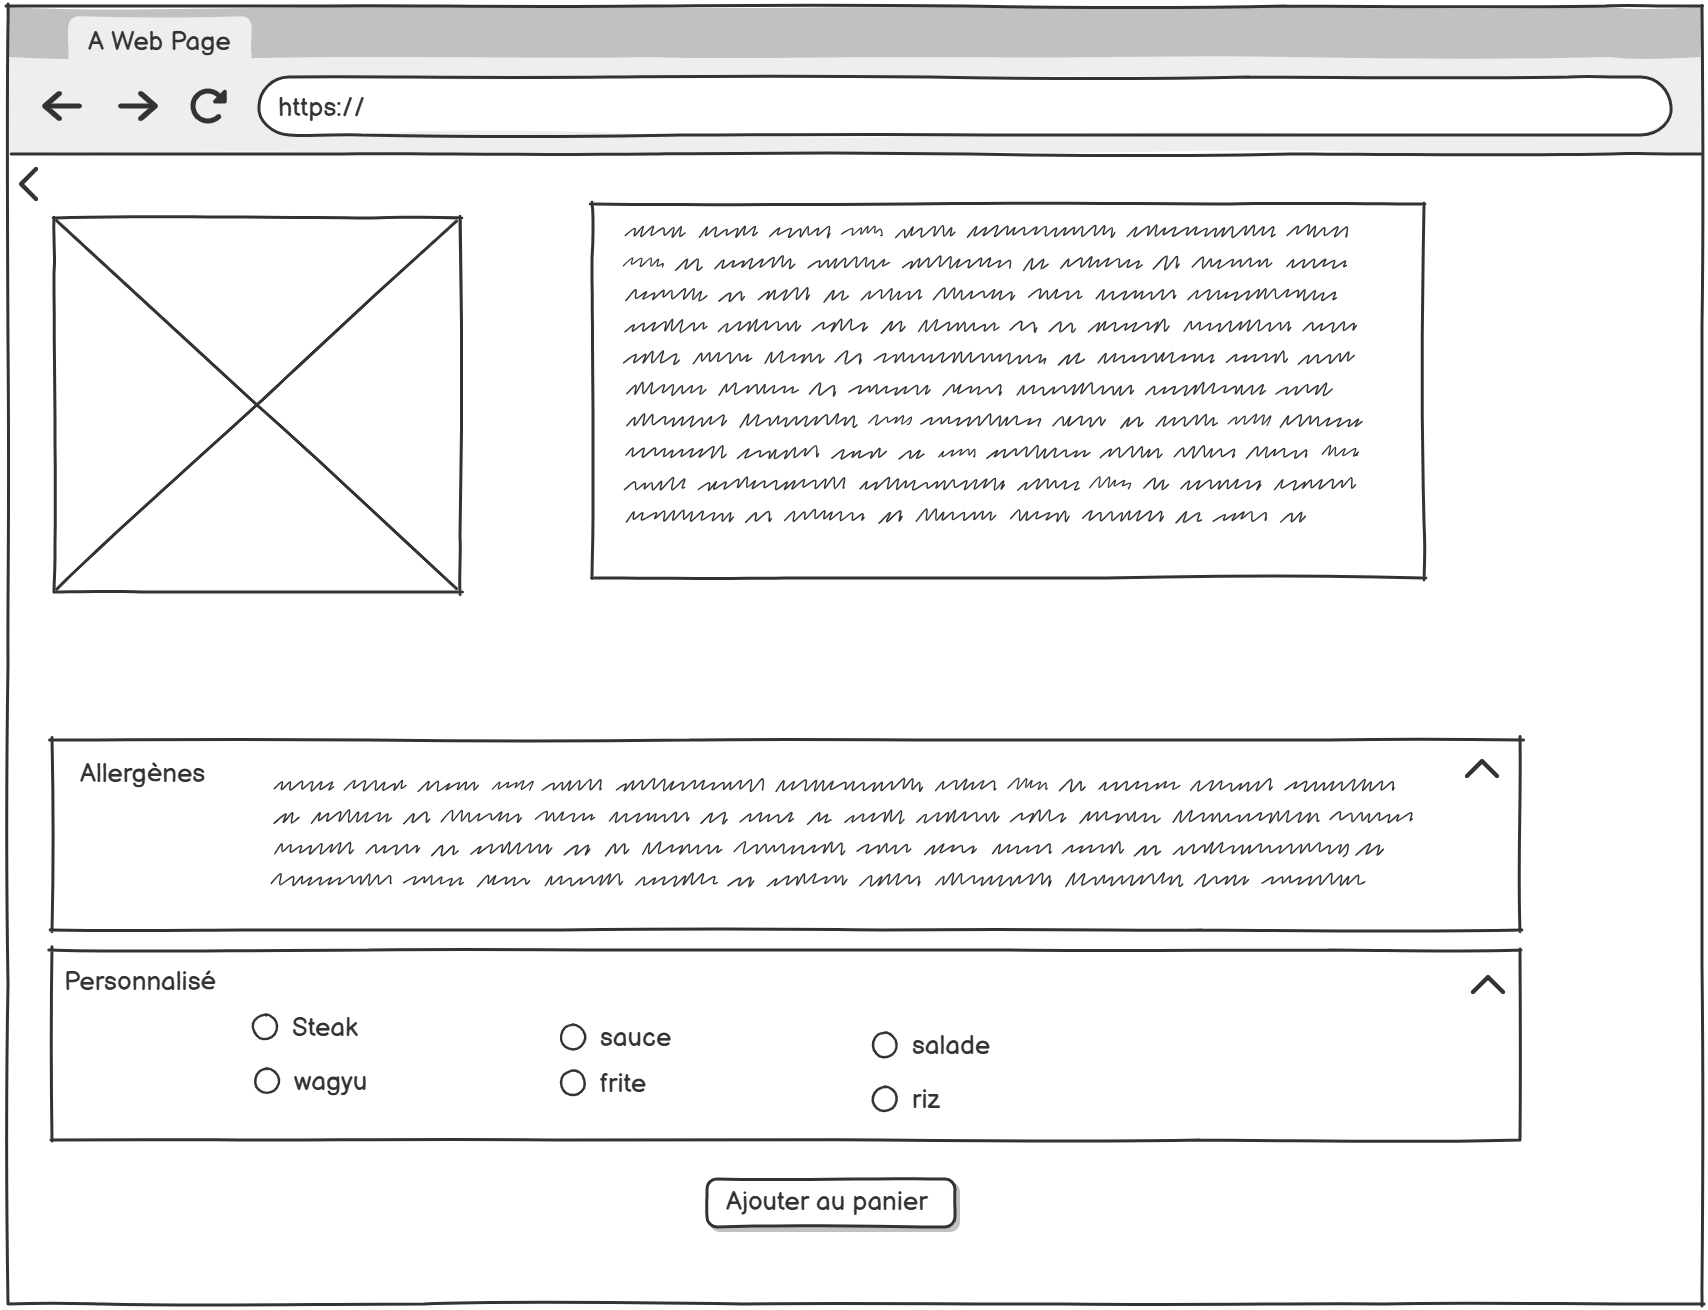 A Web Page
https://
Allergènes
Personnalisé
Steak
sauce
salade
wagyu
frite
riz
Ajouter au panier